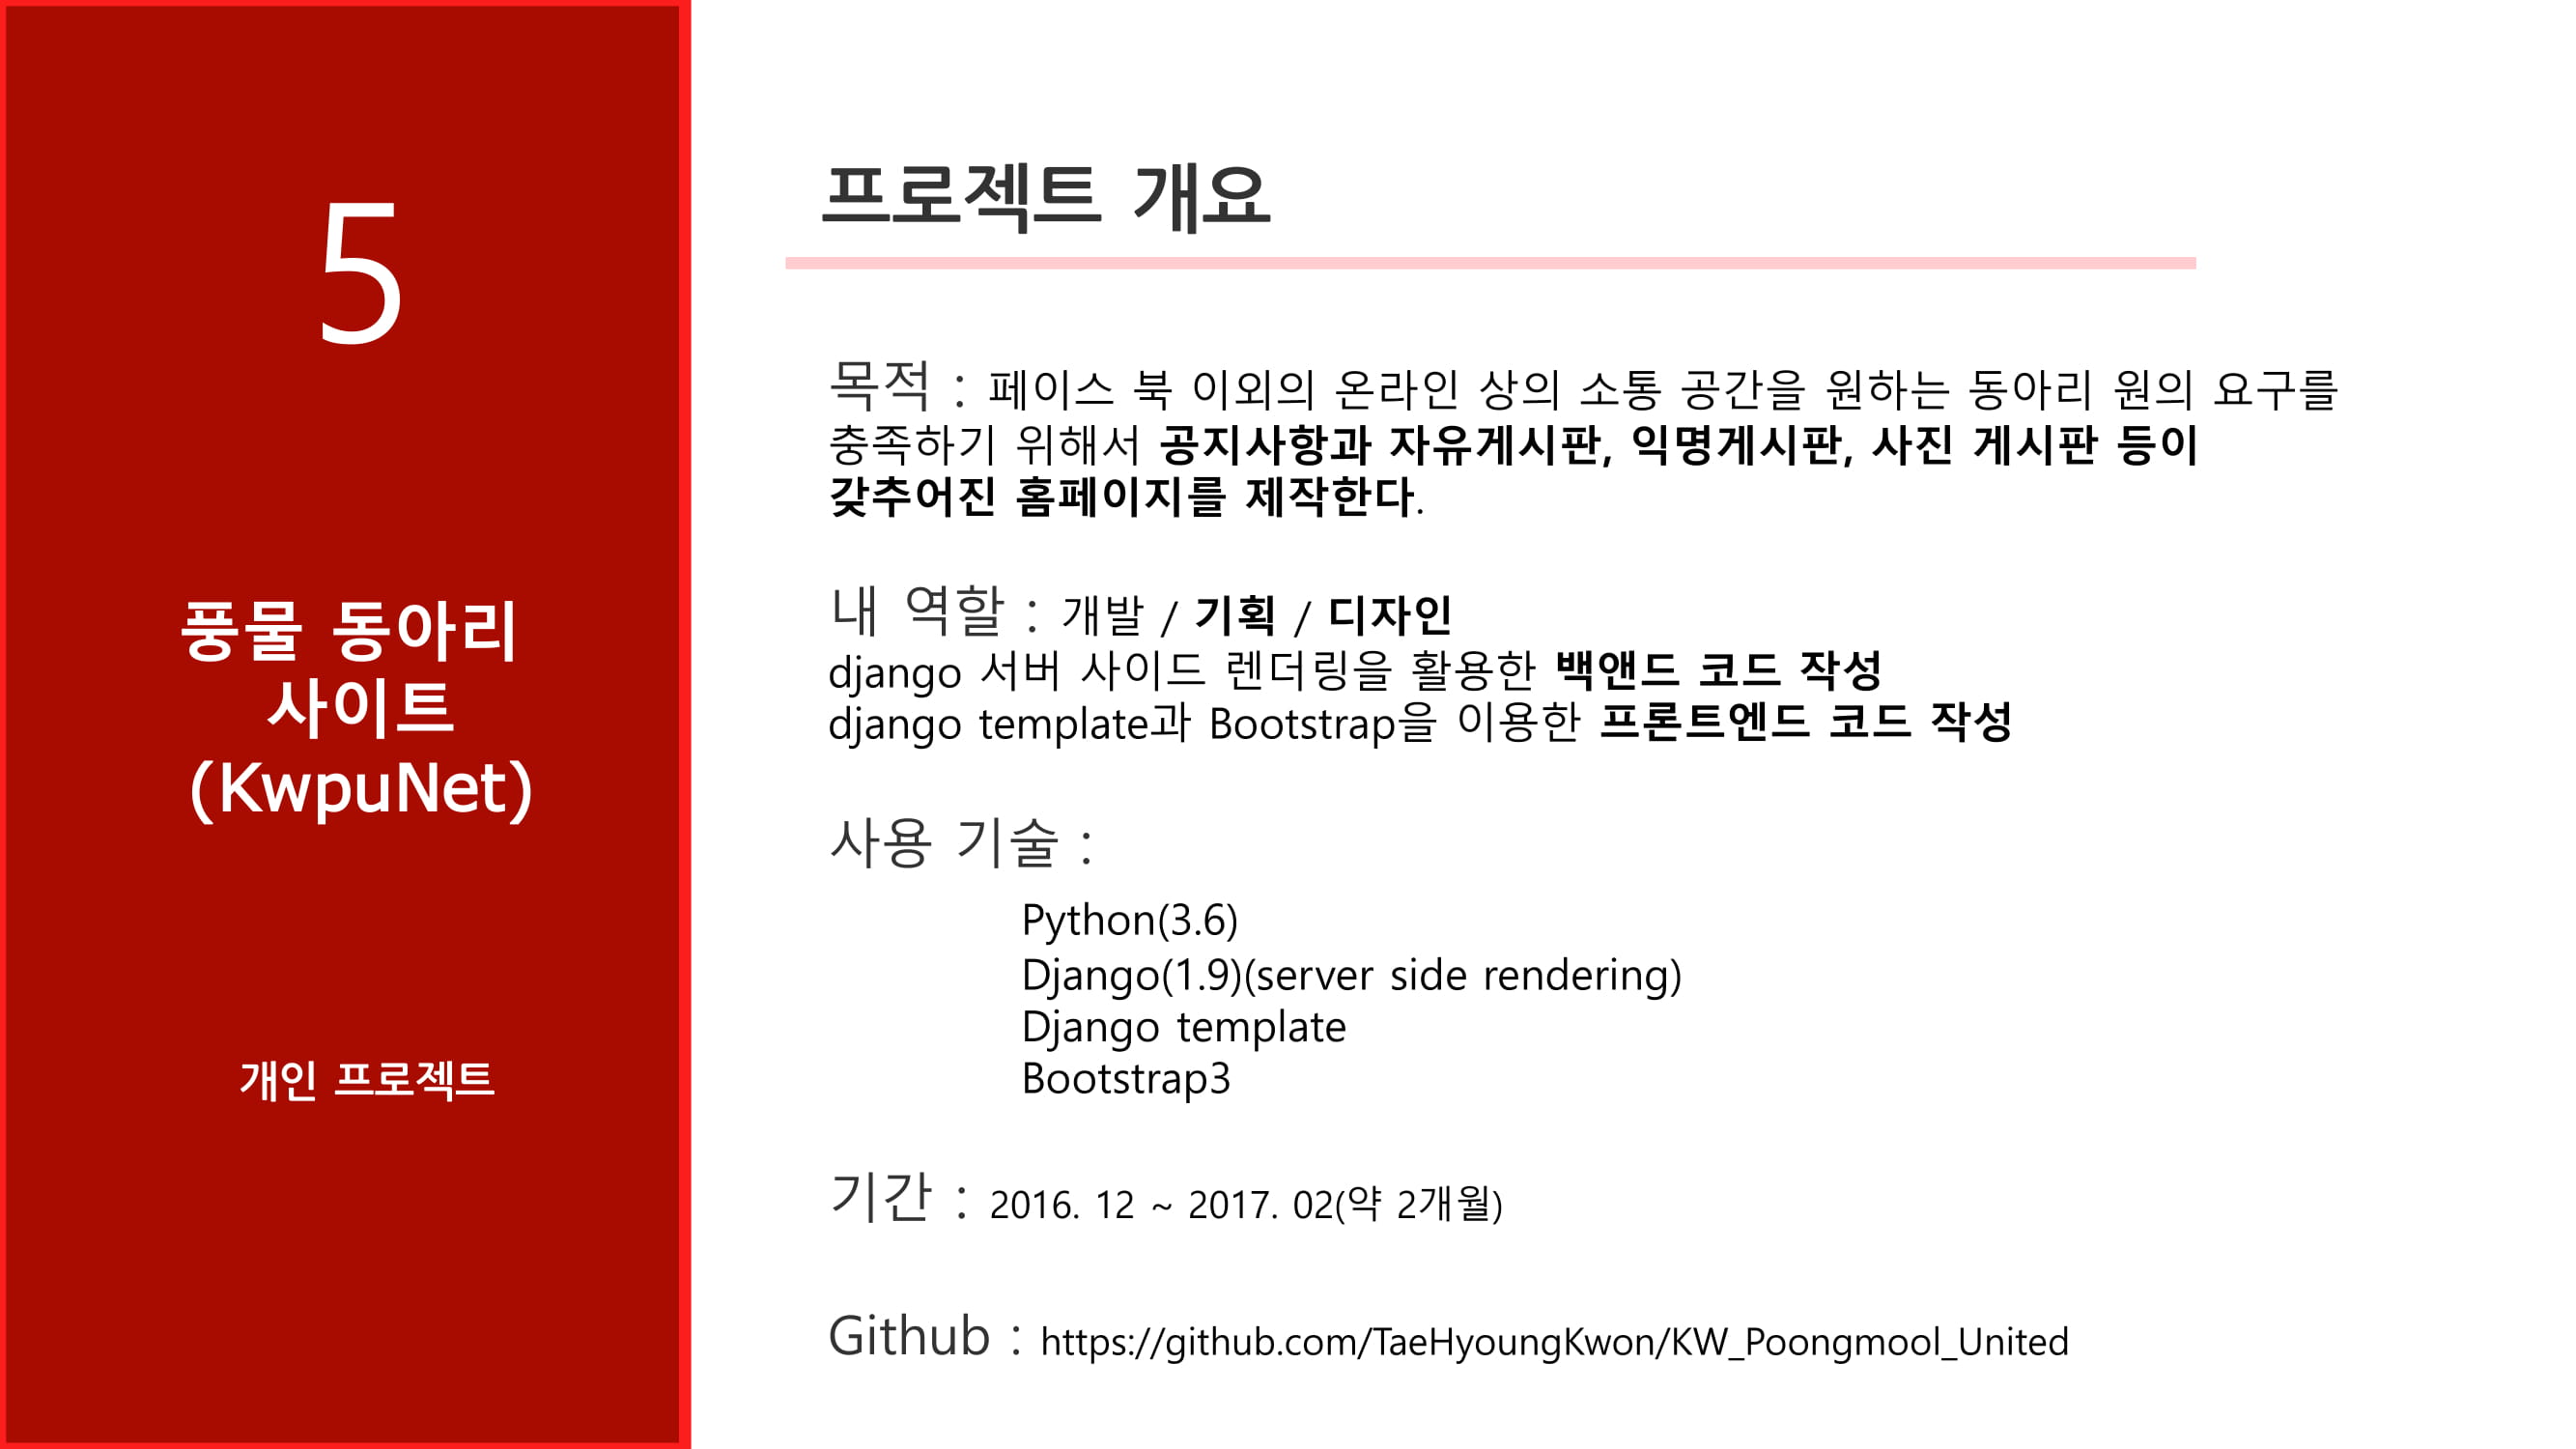 5
풍물 동아리
사이트
(KwpuNet)
개인 프로젝트
프로젝트 개요
목적 : 페이스 북 이외의 온라인 상의 소통 공간을 원하는 동아리 원의 요구를
충족하기 위해서 공지사항과 자유게시판, 익명게시판, 사진 게시판 등이
갖추어진 홈페이지를 제작한다.
내 역할 : 개발 / 기획 / 디자인
django 서버 사이드 렌더링을 활용한 백앤드 코드 작성
django template과 Bootstrap을 이용한 프론트엔드 코드 작성
사용 기술 :
Python(3.6)
Django(1.9)(server side rendering)
Django template
Bootstrap3
기간 : 2016. 12 ~ 2017. 02(약 2개월)
Github : https://github.com/TaeHyoungKwon/KW_Poongmool_United